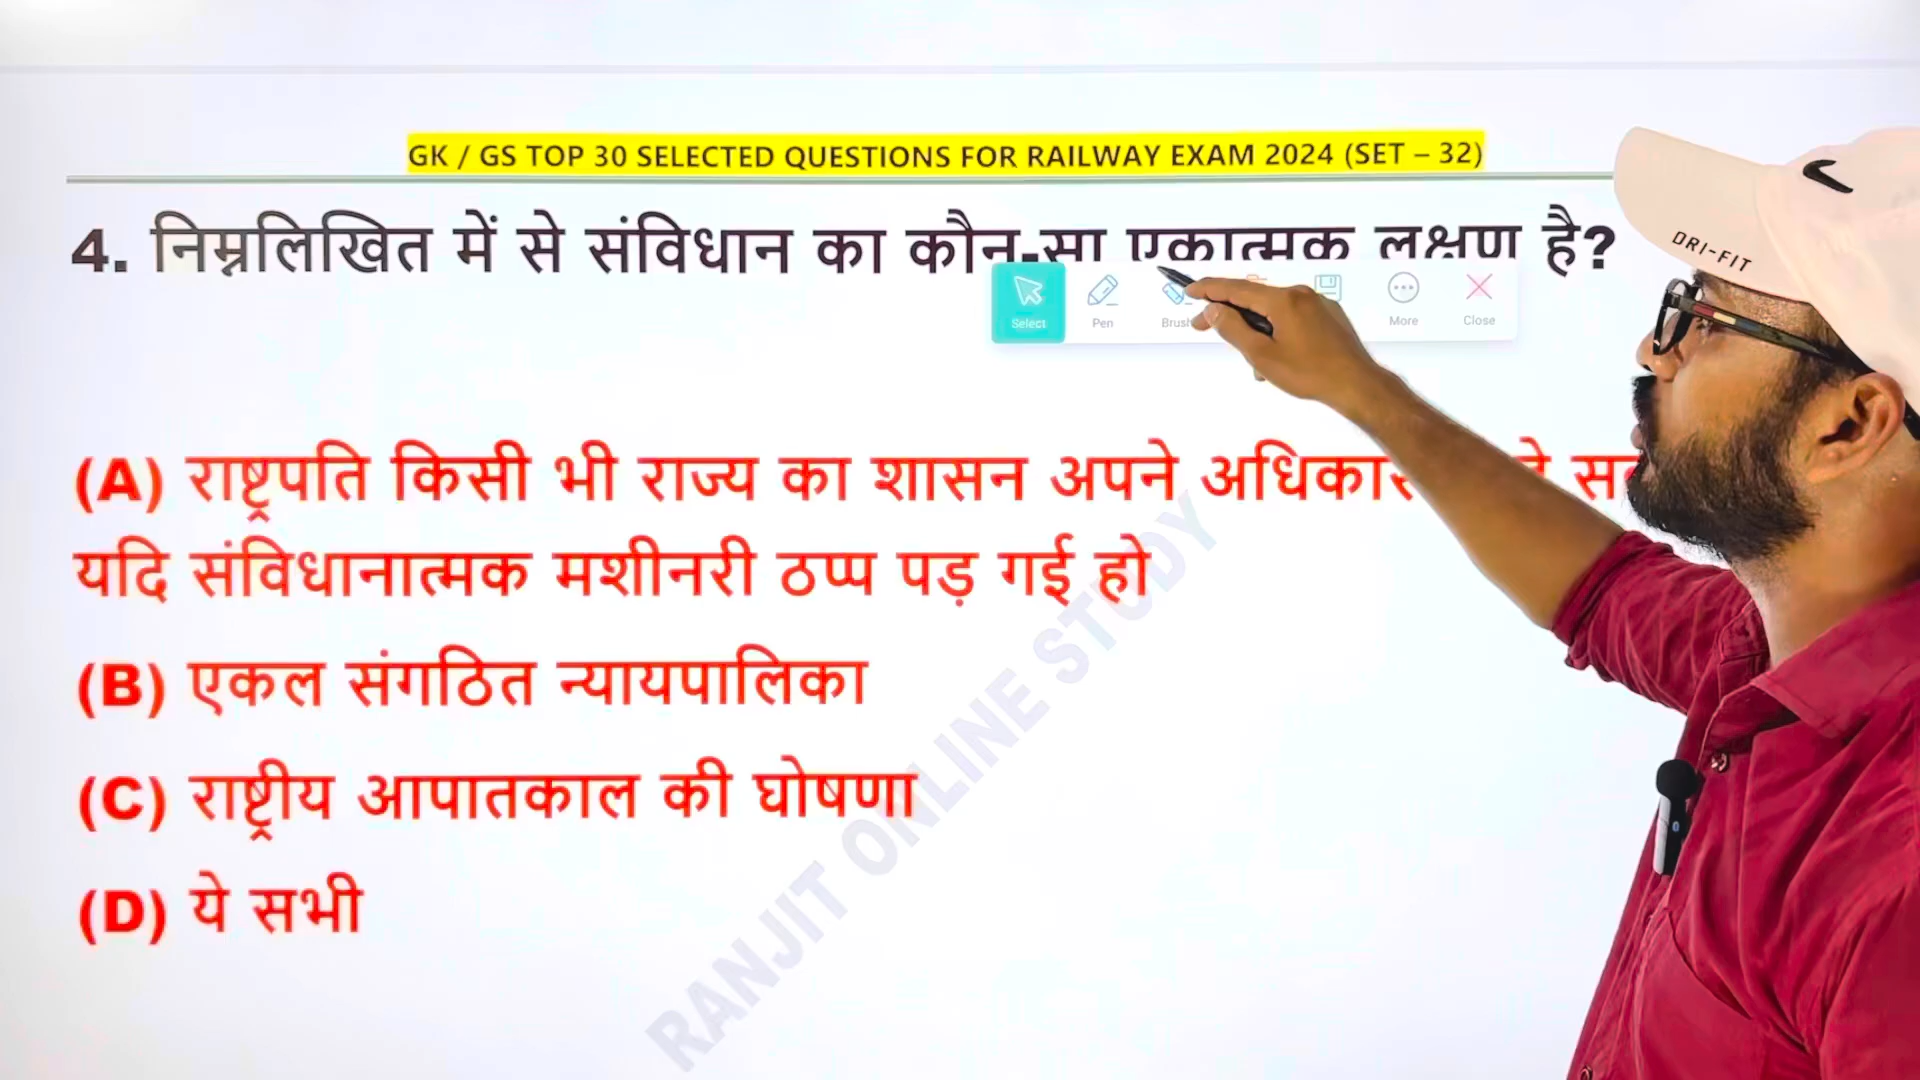 GK / GS TOP 30 SELECTED QUESTIONS FOR RAILWAY EXAM 2024 (SET – 32)
4. निम्नलिखित में से संविधान का कौन-सा एकात्मक लक्षण है?
Select Pen Brush More Close
(A) राष्ट्रपति किसी भी राज्य का शासन अपने
यदि संविधानात्मक मशीनरी ठप्प पड़ गई हो
(B) एकल संगठित न्यायपालिका
(C) राष्ट्रीय आपातकाल की घोषणा
(D) ये सभी
RANJIT ONLINE STUDY
DRI-FIT